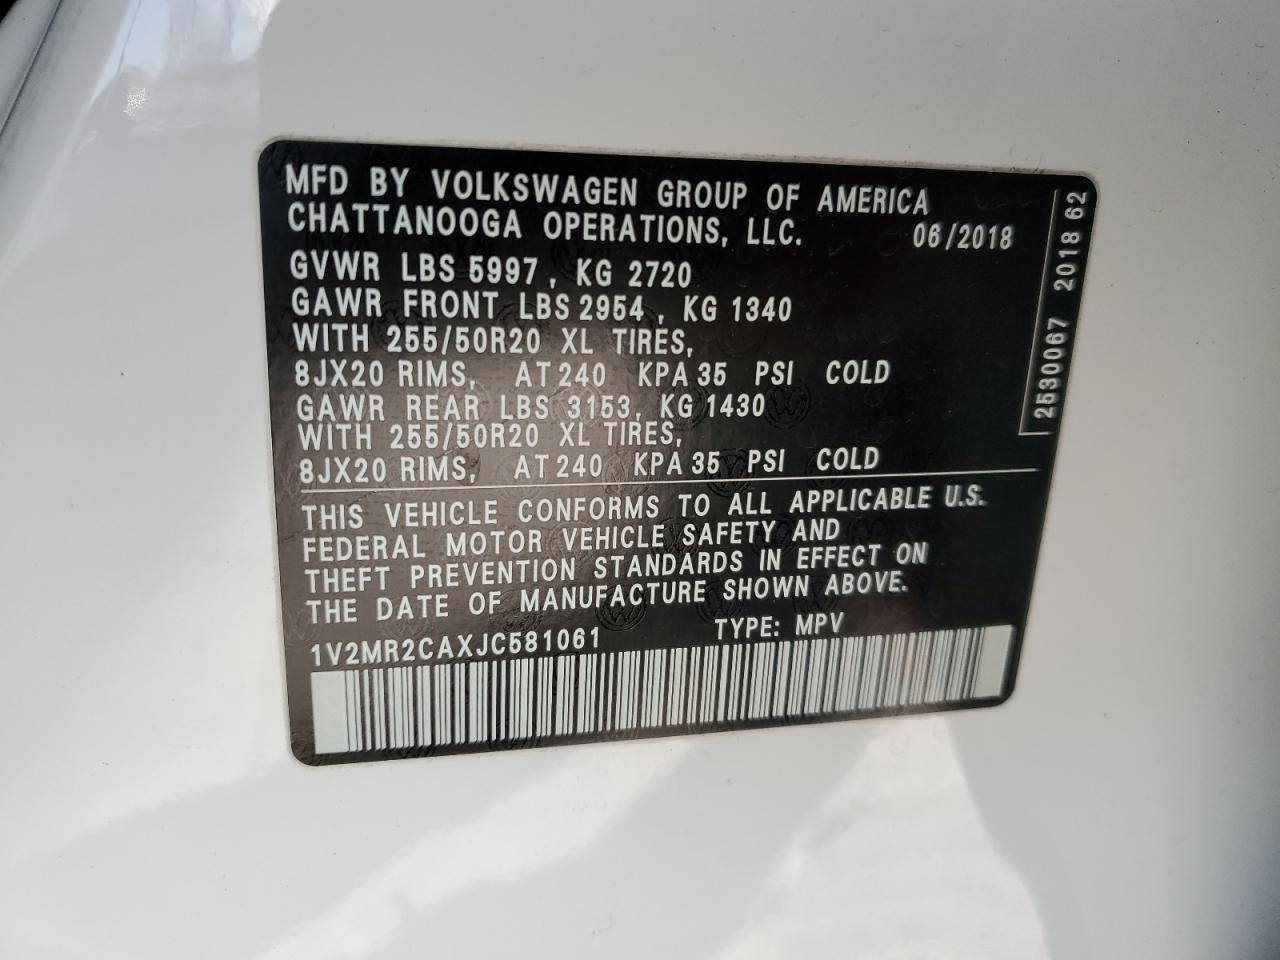 MFD BY VOLKSWAGEN GROUP OF AMERICA
CHATTANOOGA OPERATIONS, LLC. 06/2018
GVWR LBS 5997 , KG 2720
GAWR FRONT LBS 2954 , KG 1340
WITH 255/50R20 XL TIRES,
8JX20 RIMS, AT 240 KPA 35 PSI COLD
GAWR REAR LBS 3153, KG 1430
WITH 255/50R20 XL TIRES,
8JX20 RIMS, AT 240 KPA 35 PSI COLD
THIS VEHICLE CONFORMS TO ALL APPLICABLE U.S.
FEDERAL MOTOR VEHICLE SAFETY AND
THEFT PREVENTION STANDARDS IN EFFECT ON
THE DATE OF MANUFACTURE SHOWN ABOVE.
1V2MR2CAXJC581061 TYPE: MPV
2530067 2018 62